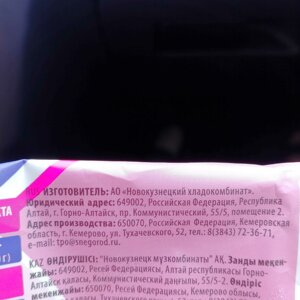 RUS ИЗГОТОВИТЕЛЬ: АО «Новокузнецкий хладокомбинат».
Юридический адрес: 649002, Российская Федерация, Республика
Алтай, г. Горно-Алтайск, пр. Коммунистический, 55/5, помещение 2.
Адрес производства: 650070, Российская Федерация, Кемеровская
область, г. Кемерово, ул. Тухачевского, 52, тел.: 8(3843) 72-36-71,
e-mail: tpo@snegorod.ru
KAZ ӨНДІРУШІСІ: "Новокузнецк мұзкомбинаты" АҚ. Заңды мекен-
жайы: 649002, Ресей Федерациясы, Алтай республикасы Горно-
Алтайск қаласы, Коммунистический даңғылы, 55/5-2. Өндіріс
мекенжайы: 650070, Ресей Федерациясы, Кемерово облысы,
Тухачевский